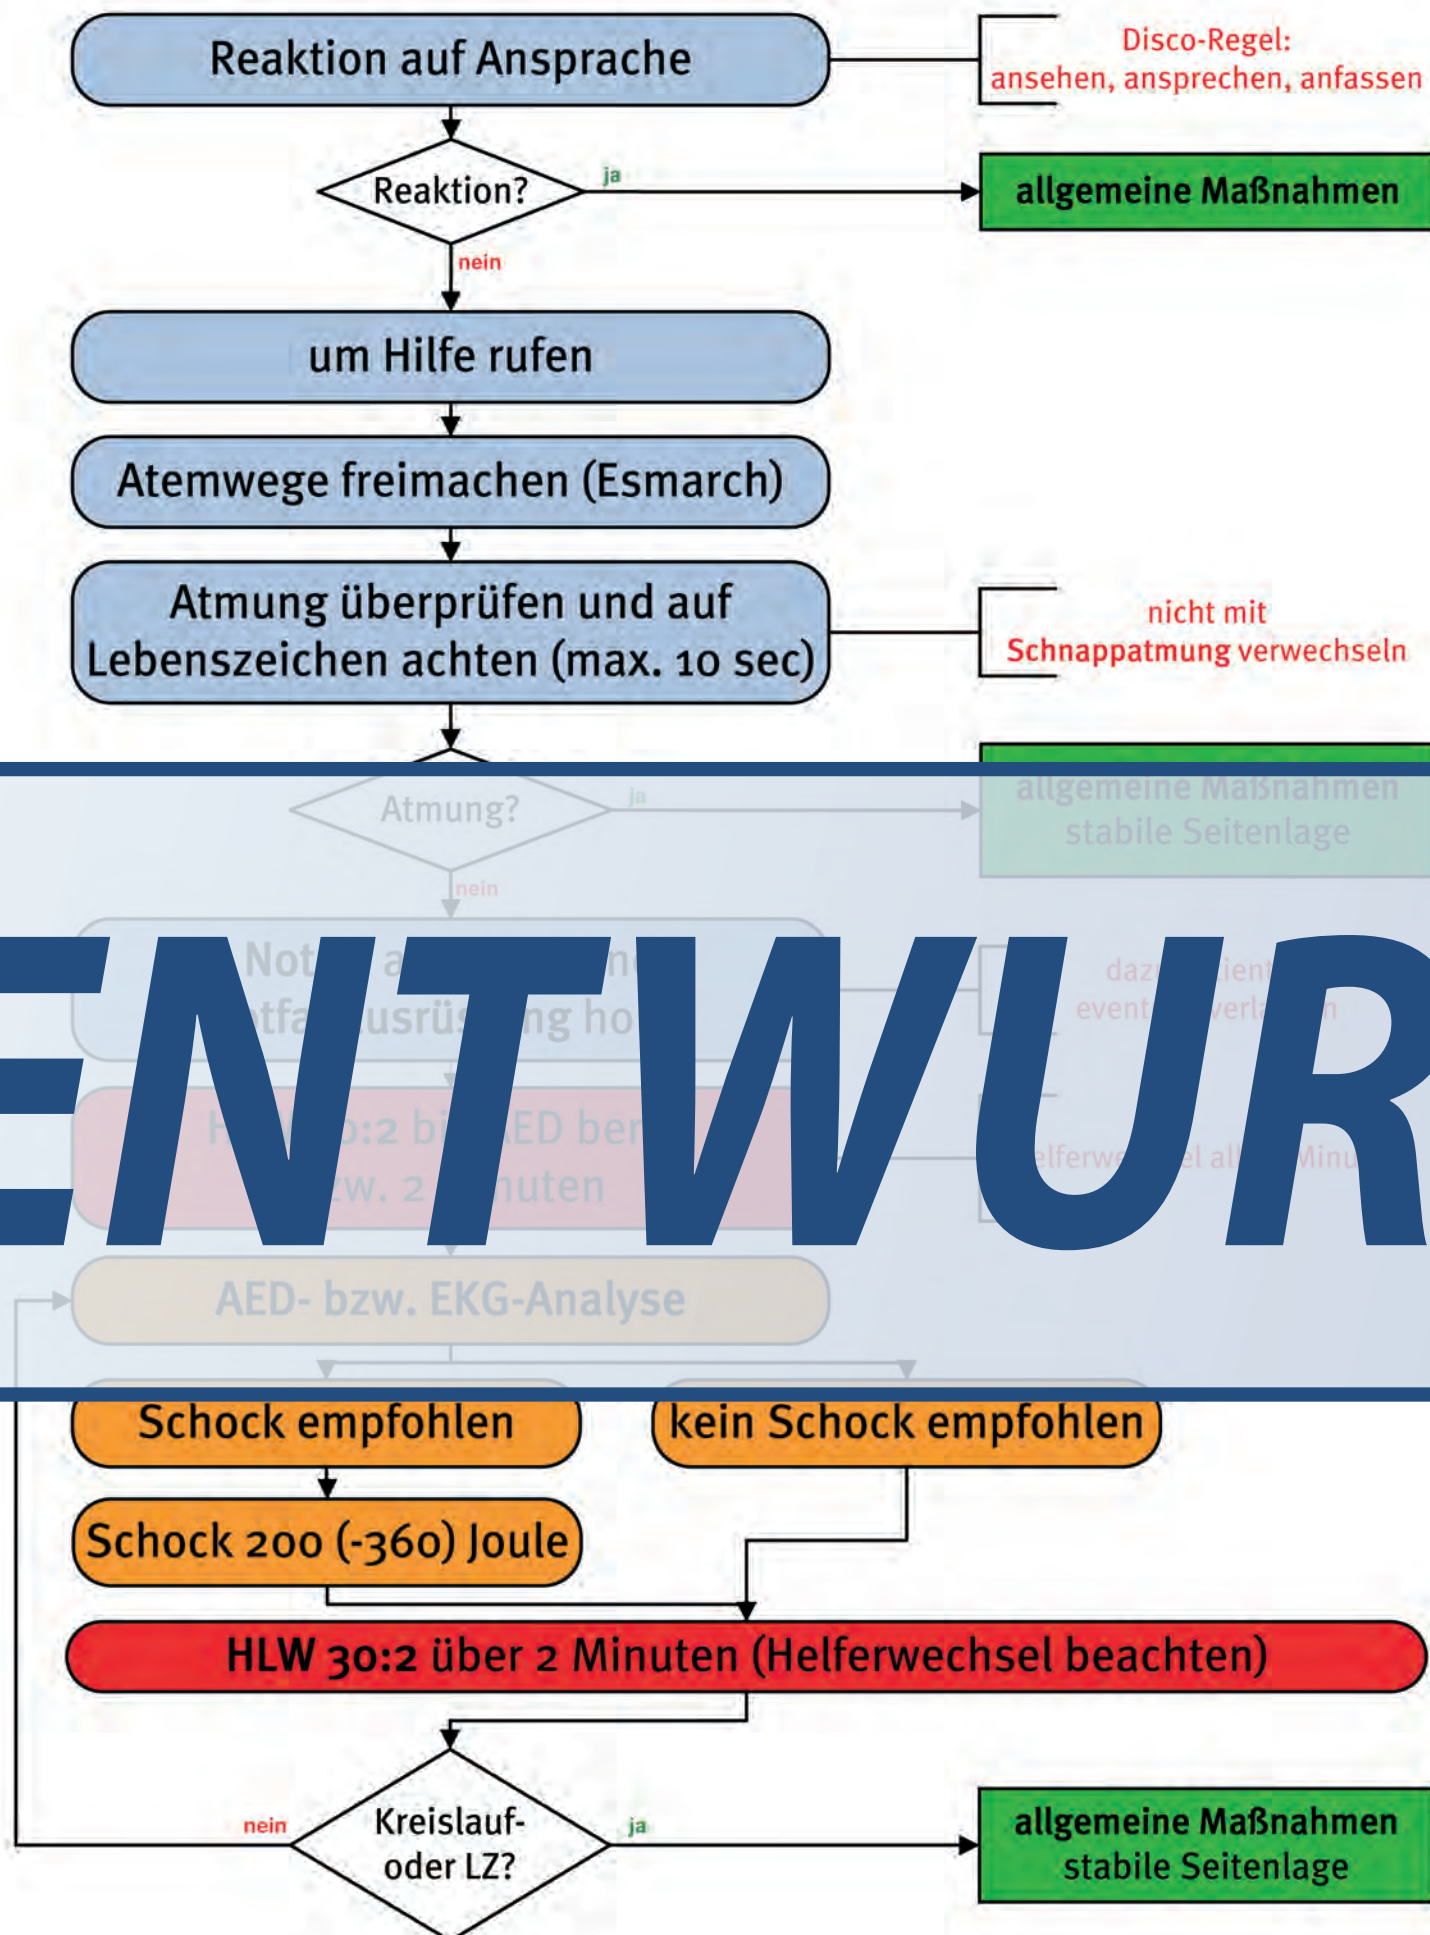 Reaktion auf Ansprache
Disco-Regel:
ansehen, ansprechen, anfassen
Reaktion?
ja
allgemeine Maßnahmen
nein
um Hilfe rufen
Atemwege freimachen (Esmarch)
Atmung überprüfen und auf
Lebenszeichen achten (max. 10 sec)
nicht mit
Schnappatmung verwechseln
Atmung?
ja
allgemeine Maßnahmen
stabile Seitenlage
nein
ENTWUR
AED- bzw. EKG-Analyse
Schock empfohlen
kein Schock empfohlen
Schock 200 (-360) Joule
HLW 30:2 über 2 Minuten (Helferwechsel beachten)
nein
Kreislauf-
oder LZ?
ja
allgemeine Maßnahmen
stabile Seitenlage